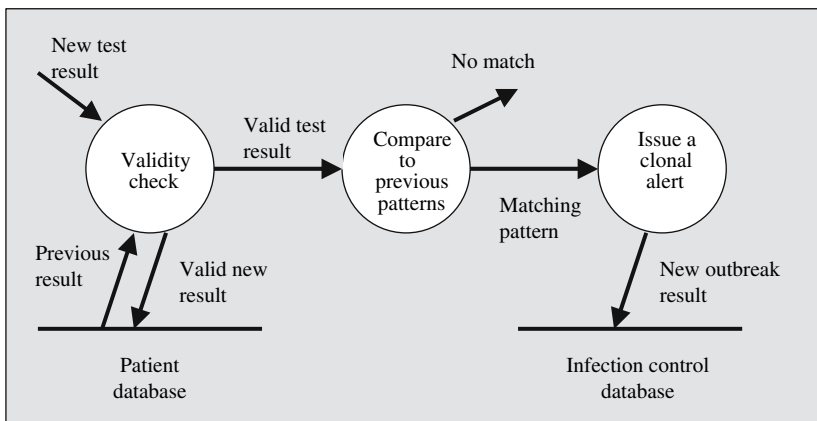 New test
result
No match
Validity
check
Valid test
result
Compare
to
previous
patterns
Issue a
clonal
alert
Matching
pattern
Previous
result
Valid new
result
New outbreak
result
Patient
database
Infection control
database